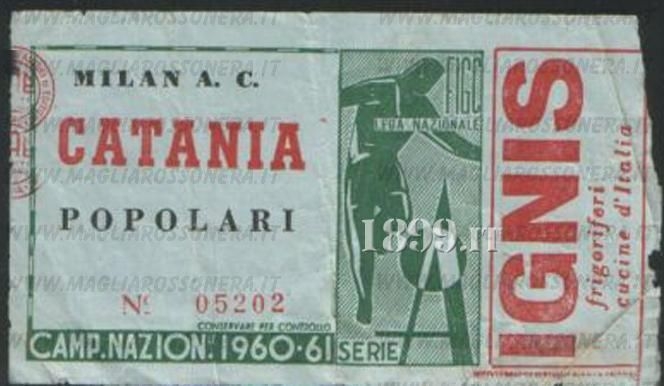 MILAN A. C.
CATANIA
POPOLARI
Nº 05202
CONSERVARE PER CONTROLLO
CAMP. NAZION. 1960-61 SERIE A
FIGC
LEGA NAZIONALE
IGNIS
frigoriferi
cucine d'Italia
1899.it
WWW.MAGLIAROSSONERA.IT